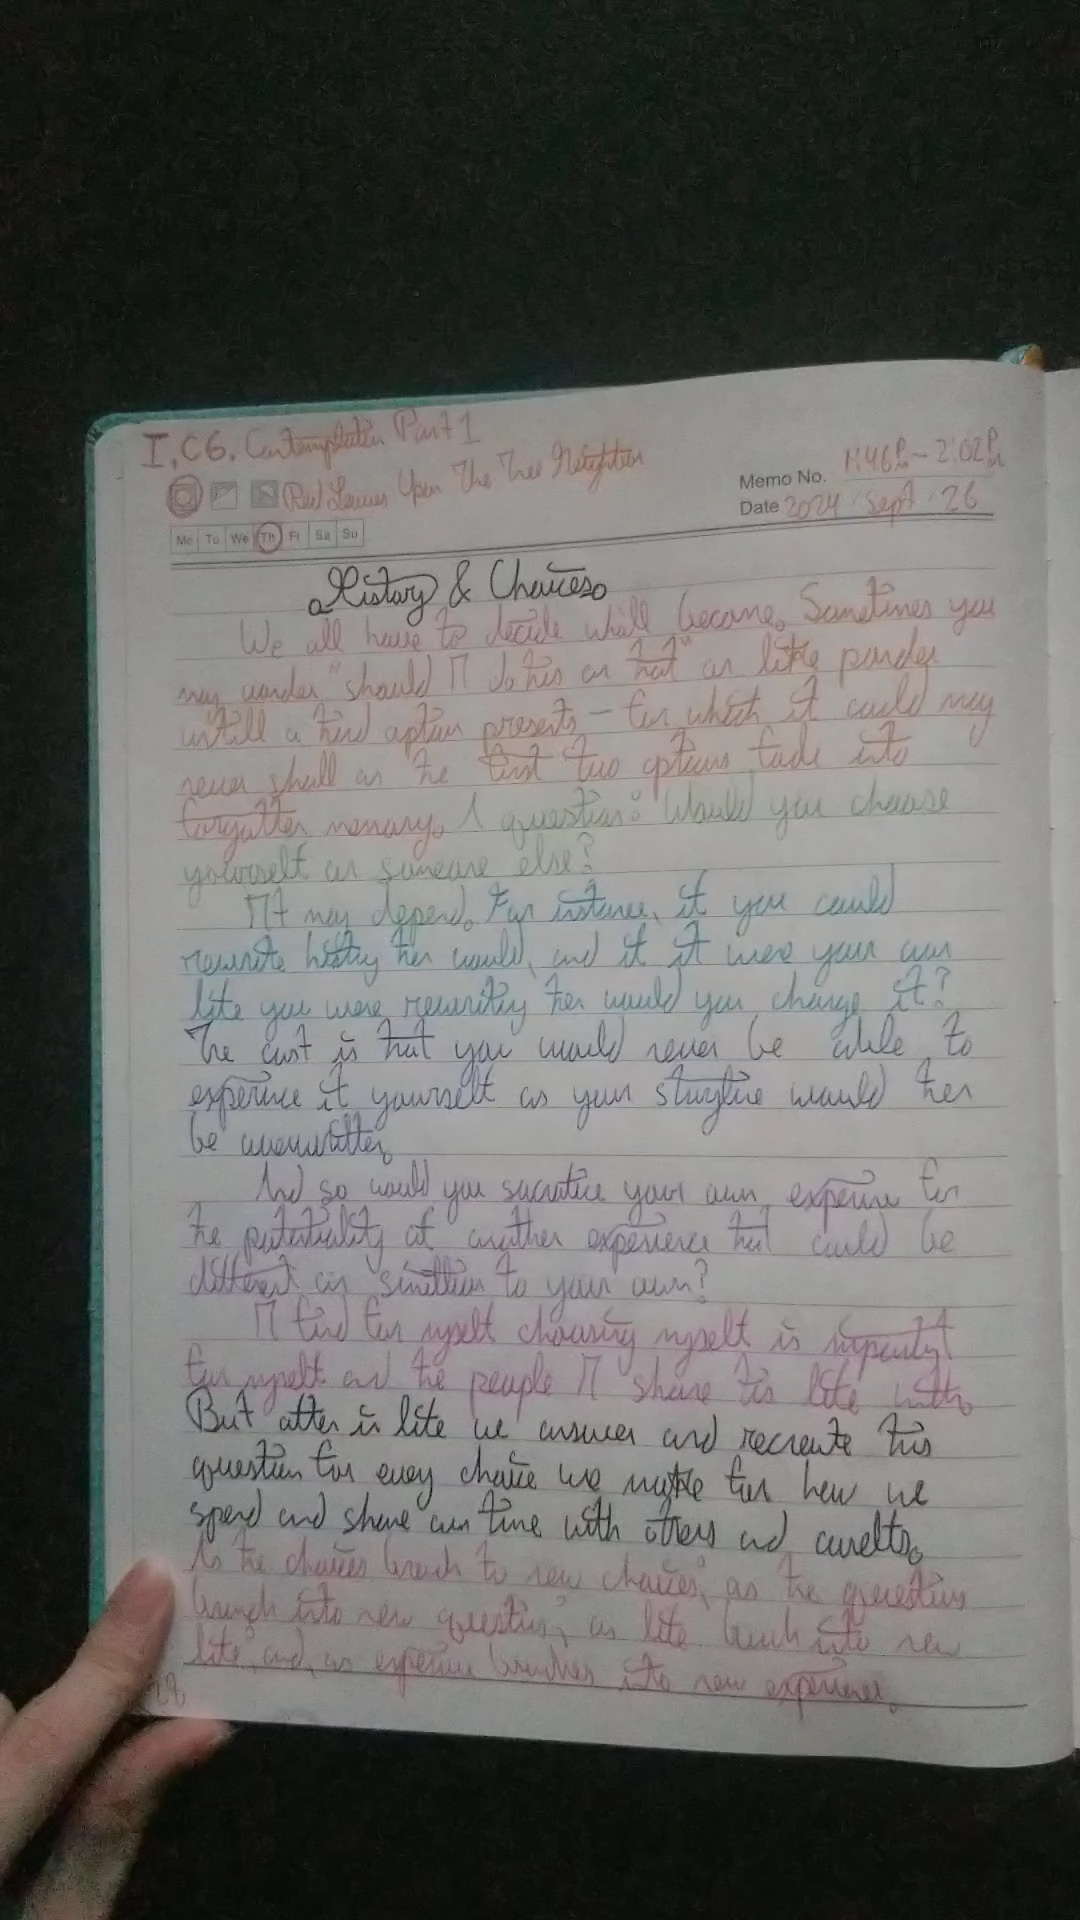 I.C6. Contemplation Part 1
Red Leaves Upon The Tree
1:46PM - 2:02PM
Memo No.
Date 2024 / Sept / 26
Mo Tu We Th Fr Sa Su
History & Choices.
We all have to decide whill become. Sometimes you
may wonder "should I do this or that" or like ponder
untill a third option presents - for which it could may
never shall as the first two options fade into
forgotten memory. A question: Would you choose
yourself or someone else?
It may depend. For instance, if you could
rewrite history then would, and if it were your own
life you were rewriting then would you change it?
The cost is that you would never be able to
experience it yourself as your storyline would then
be overwritten.
And so would you sacrifice your own experience for
the potentiality of another experience that could be
different or to your own?
I find for myself choosing myself is
for myself and the people I share this life with.
But often in life we answer and recreate this
question for every choice we make for how we
spend and share our time with others and ourselfs.
As the choices branch to new choices, as the questions
branch into new questions, as life branch into new
life, and, as experience branches into new experiences.